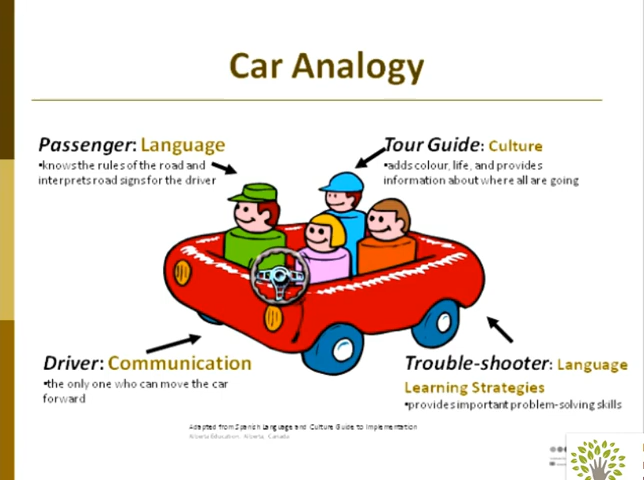 Car Analogy
Passenger: Language
•knows the rules of the road and
interprets road signs for the driver
Tour Guide: Culture
•adds colour, life, and provides
information about where all are going
Driver: Communication
•the only one who can move the car
forward
Trouble-shooter: Language
Learning Strategies
•provides important problem-solving skills
Adapted from Spanish Language and Culture Guide to Implementation
Alberta Education, Alberta, Canada